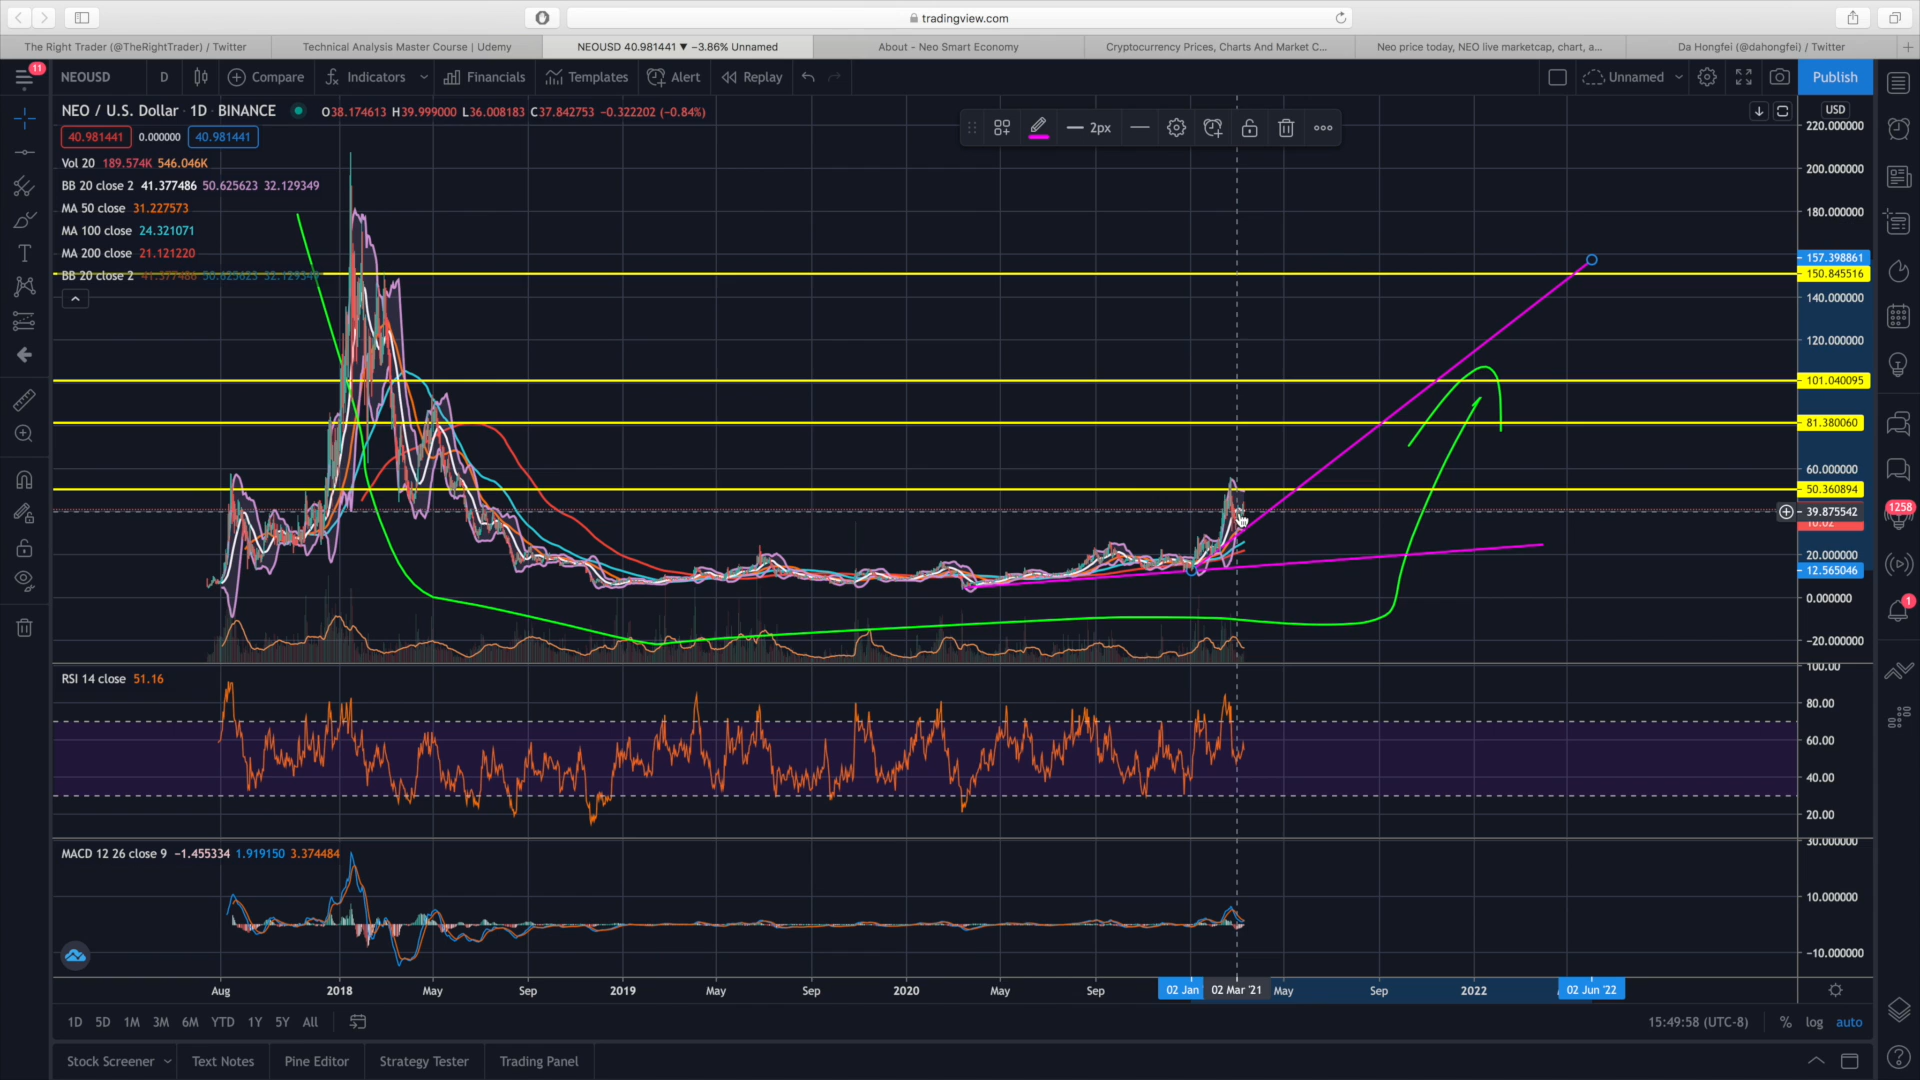 tradingview.com
The Right Trader (@TheRightTrader) / Twitter
Technical Analysis Master Course | Udemy
NEOUSD 40.981441 ▼ −3.86% Unnamed
About - Neo Smart Economy
Cryptocurrency Prices, Charts And Market C...
Neo price today, NEO live marketcap, chart, a...
Da Hongfei (@dahongfei) / Twitter
11
NEOUSD D Compare Indicators Financials Templates Alert Replay Unnamed Publish
NEO / U.S. Dollar 1D BINANCE O38.174613 H39.999000 L36.008183 C37.842753 −0.322202 (−0.84%)
40.981441 0.000000 40.981441
2px
USD
Vol 20 189.574K 546.046K
BB 20 close 2 41.377486 50.625623 32.129349
MA 50 close 31.227573
MA 100 close 24.321071
MA 200 close 21.121220
BB 20 close 2 41.377486 50.625623 32.129349
220.000000
200.000000
180.000000
157.398861
150.845516
140.000000
120.000000
101.040095
81.380060
60.000000
50.360894
39.875542
20.000000
12.565046
0.000000
−20.000000
1258
1
RSI 14 close 51.16
100.00
80.00
60.00
40.00
20.00
MACD 12 26 close 9 −1.455334 1.919150 3.374484
30.000000
10.000000
−10.000000
Aug 2018 May Sep 2019 May Sep 2020 May Sep 02 Jan 02 Mar '21 May Sep 2022 02 Jun '22
1D 5D 1M 3M 6M YTD 1Y 5Y All
15:49:58 (UTC-8) % log auto
Stock Screener Text Notes Pine Editor Strategy Tester Trading Panel